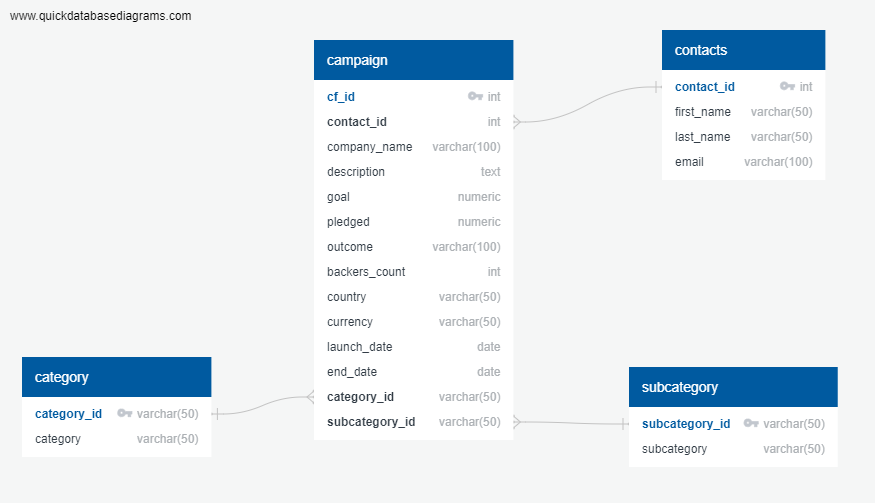 www.quickdatabasediagrams.com
campaign
cf_id int
contact_id int
company_name varchar(100)
description text
goal numeric
pledged numeric
outcome varchar(100)
backers_count int
country varchar(50)
currency varchar(50)
launch_date date
end_date date
category_id varchar(50)
subcategory_id varchar(50)
contacts
contact_id int
first_name varchar(50)
last_name varchar(50)
email varchar(100)
category
category_id varchar(50)
category varchar(50)
subcategory
subcategory_id varchar(50)
subcategory varchar(50)